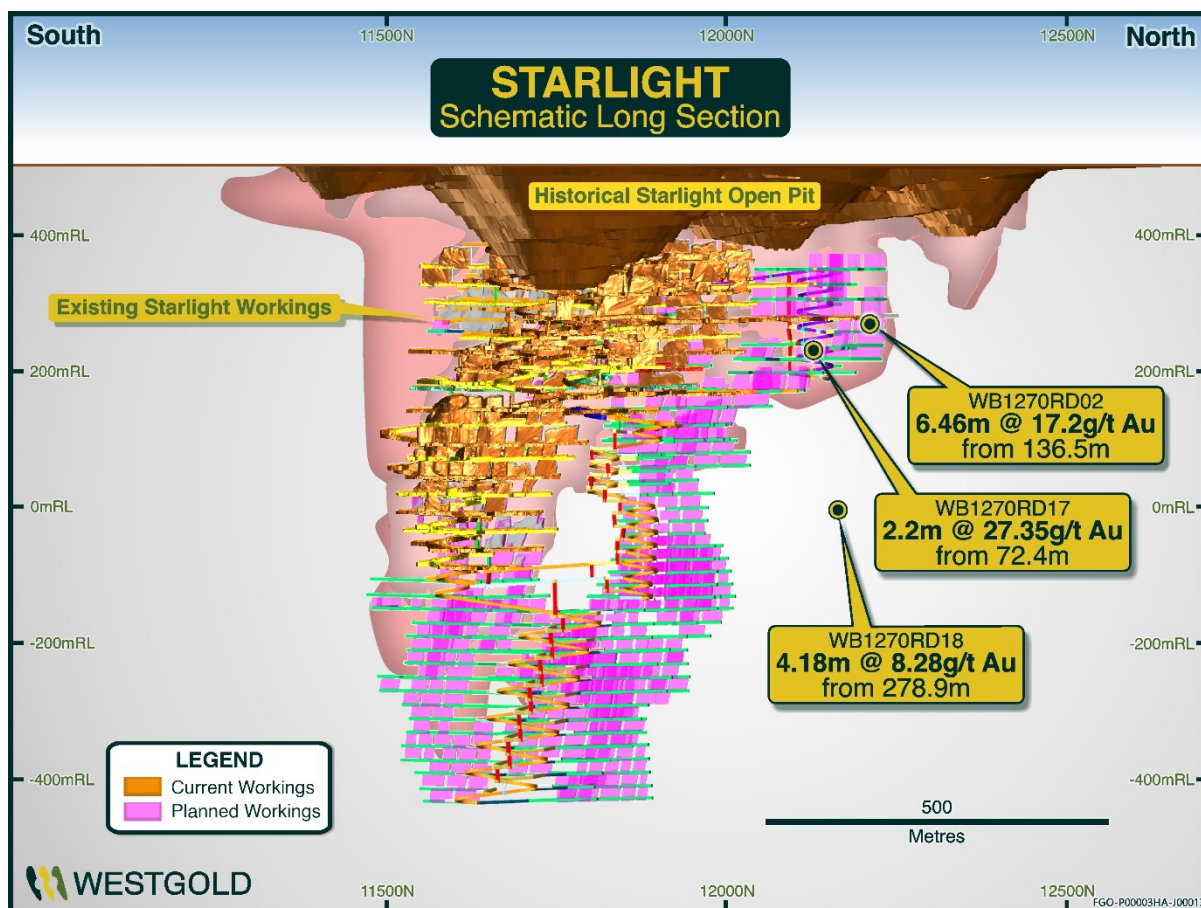 South
11500N
12000N
12500N
North
STARLIGHT
Schematic Long Section
Historical Starlight Open Pit
400mRL
400mRL
Existing Starlight Workings
200mRL
200mRL
WB1270RD02
6.46m @ 17.2g/t Au
from 136.5m
0mRL
0mRL
WB1270RD17
2.2m @ 27.35g/t Au
from 72.4m
-200mRL
-200mRL
WB1270RD18
4.18m @ 8.28g/t Au
from 278.9m
LEGEND
Current Workings
Planned Workings
-400mRL
-400mRL
500
Metres
WESTGOLD
11500N
12000N
12500N